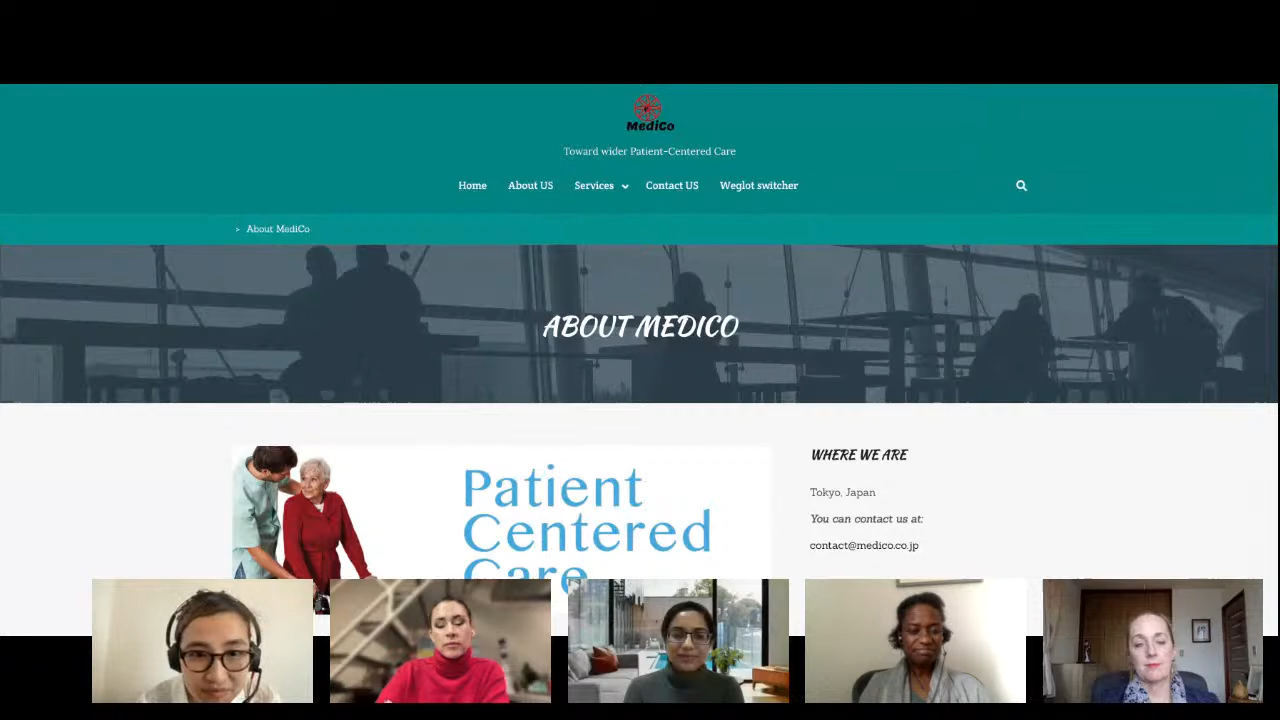 MediCo
Toward wider Patient-Centered Care
Home About US Services Contact US Weglot switcher
> About MediCo
ABOUT MEDICO
Patient
Centered
Care
WHERE WE ARE
Tokyo, Japan
You can contact us at:
contact@medico.co.jp